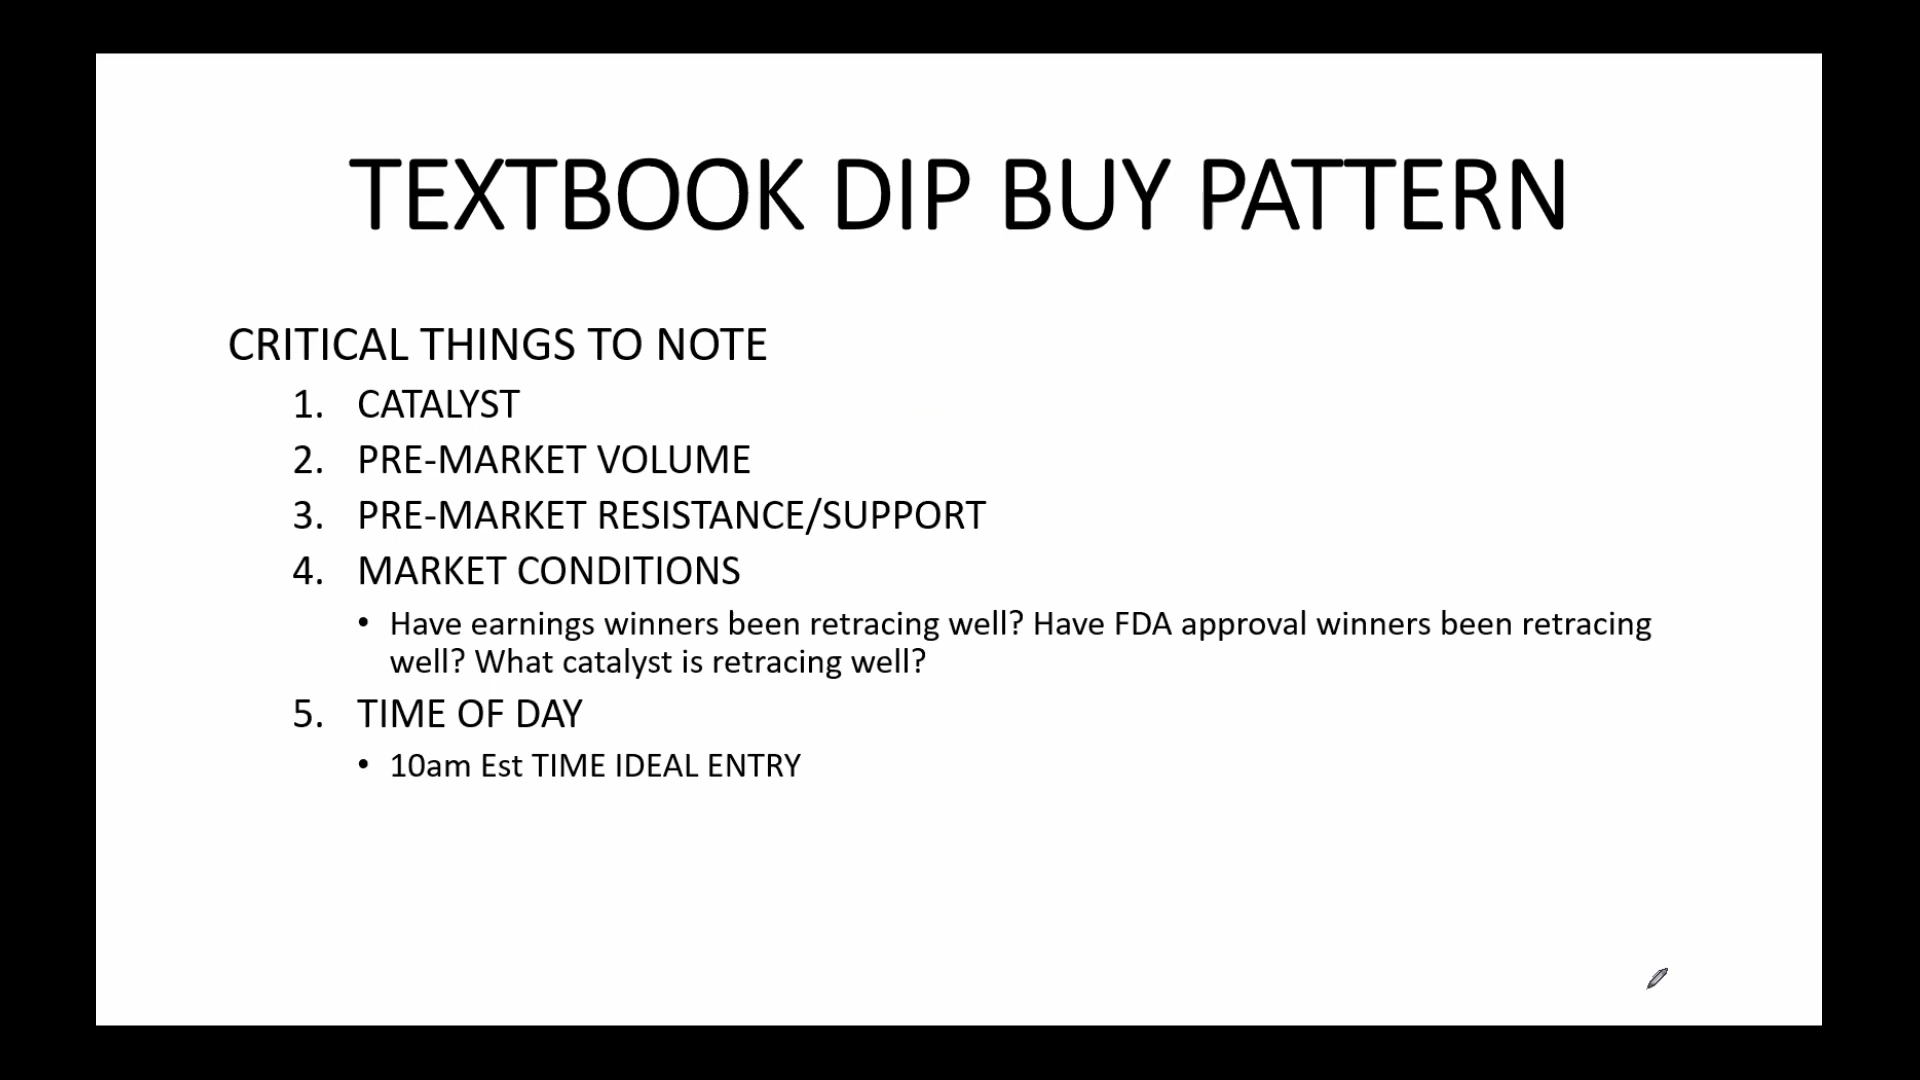 TEXTBOOK DIP BUY PATTERN
CRITICAL THINGS TO NOTE
1. CATALYST
2. PRE-MARKET VOLUME
3. PRE-MARKET RESISTANCE/SUPPORT
4. MARKET CONDITIONS
• Have earnings winners been retracing well? Have FDA approval winners been retracing
well? What catalyst is retracing well?
5. TIME OF DAY
• 10am Est TIME IDEAL ENTRY